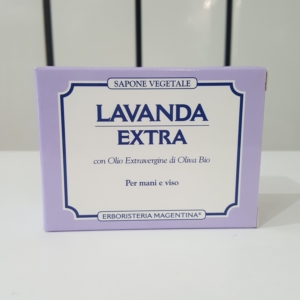 SAPONE VEGETALE
LAVANDA
EXTRA
con Olio Extravergine di Oliva Bio
Per mani e viso
ERBORISTERIA MAGENTINA®